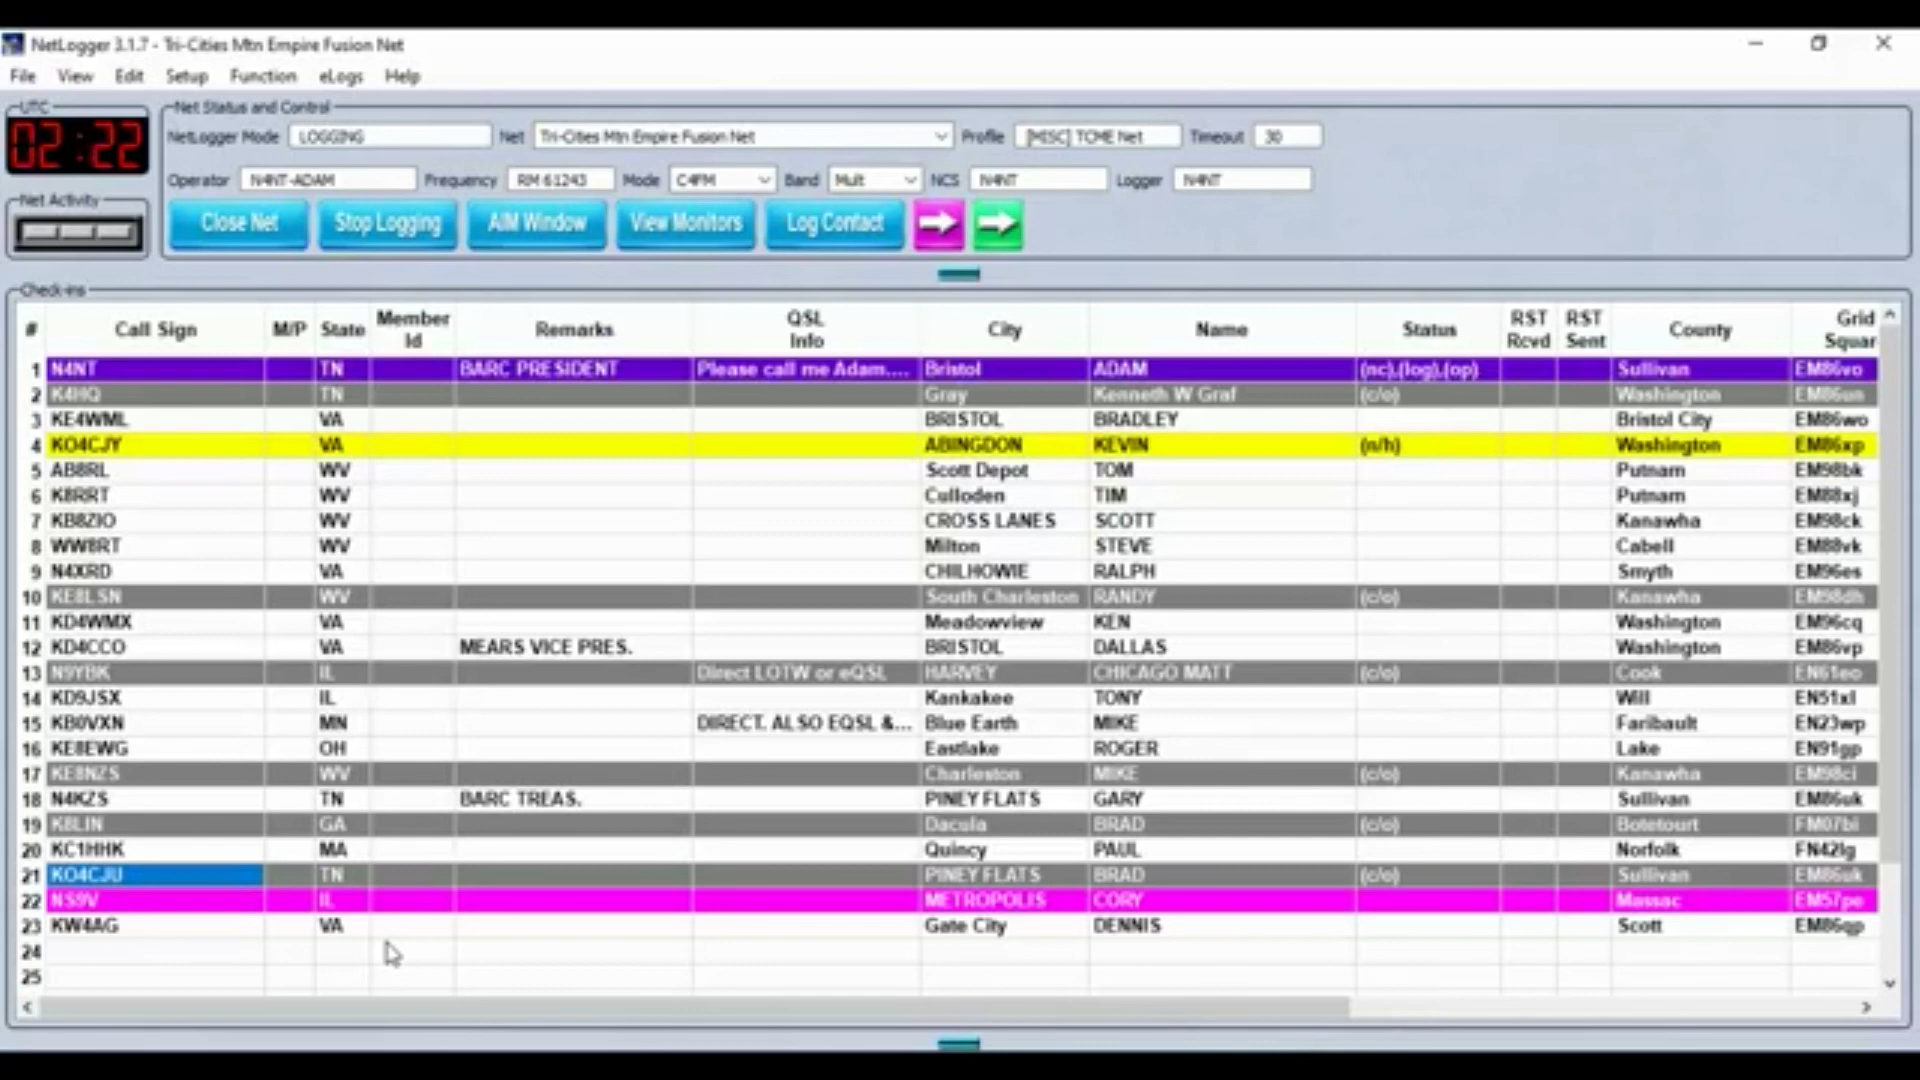 NetLogger 3.1.7 - Tri-Cities Mtn Empire Fusion Net
File View Edit Setup Function eLogs Help
UTC
02:22
Net Status and Control
NetLogger Mode LOGGING Net Tri-Cities Mtn Empire Fusion Net Profile [MISC] TCME Net Timeout 30
Operator N4NT-ADAM Frequency RM 61243 Mode C4FM Band Mult NCS N4NT Logger N4NT
Net Activity
Close Net Stop Logging AIM Window View Monitors Log Contact
Check-ins
# Call Sign M/P State Member Id Remarks QSL Info City Name Status RST Rcvd RST Sent County Grid Squar
1 N4NT TN BARC PRESIDENT Please call me Adam.... Bristol ADAM (nc),(log),(op) Sullivan EM86vo
2 K4HQ TN Gray Kenneth W Graf (c/o) Washington EM86un
3 KE4WML VA BRISTOL BRADLEY Bristol City EM86wo
4 KO4CJY VA ABINGDON KEVIN (n/h) Washington EM86xp
5 AB8RL WV Scott Depot TOM Putnam EM98bk
6 K8RRT WV Culloden TIM Putnam EM88xj
7 KB8ZIO WV CROSS LANES SCOTT Kanawha EM98ck
8 WW8RT WV Milton STEVE Cabell EM88vk
9 N4XRD VA CHILHOWIE RALPH Smyth EM96es
10 KE8LSN WV South Charleston RANDY (c/o) Kanawha EM98dh
11 KD4WMX VA Meadowview KEN Washington EM96cq
12 KD4CCO VA MEARS VICE PRES. BRISTOL DALLAS Washington EM86vp
13 N9YBK IL Direct LOTW or eQSL HARVEY CHICAGO MATT (c/o) Cook EN61eo
14 KD9JSX IL Kankakee TONY Will EN51xl
15 KB0VXN MN DIRECT. ALSO EQSL &... Blue Earth MIKE Faribault EN23wp
16 KE8EWG OH Eastlake ROGER Lake EN91gp
17 KE8NZS WV Charleston MIKE (c/o) Kanawha EM98ci
18 N4KZS TN BARC TREAS. PINEY FLATS GARY Sullivan EM86uk
19 K8LIN GA Dacula BRAD (c/o) Botetourt FM07bi
20 KC1HHK MA Quincy PAUL Norfolk FN42lg
21 KO4CJU TN PINEY FLATS BRAD (c/o) Sullivan EM86uk
22 NS9V IL METROPOLIS CORY Massac EM57pe
23 KW4AG VA Gate City DENNIS Scott EM86qp
24
25